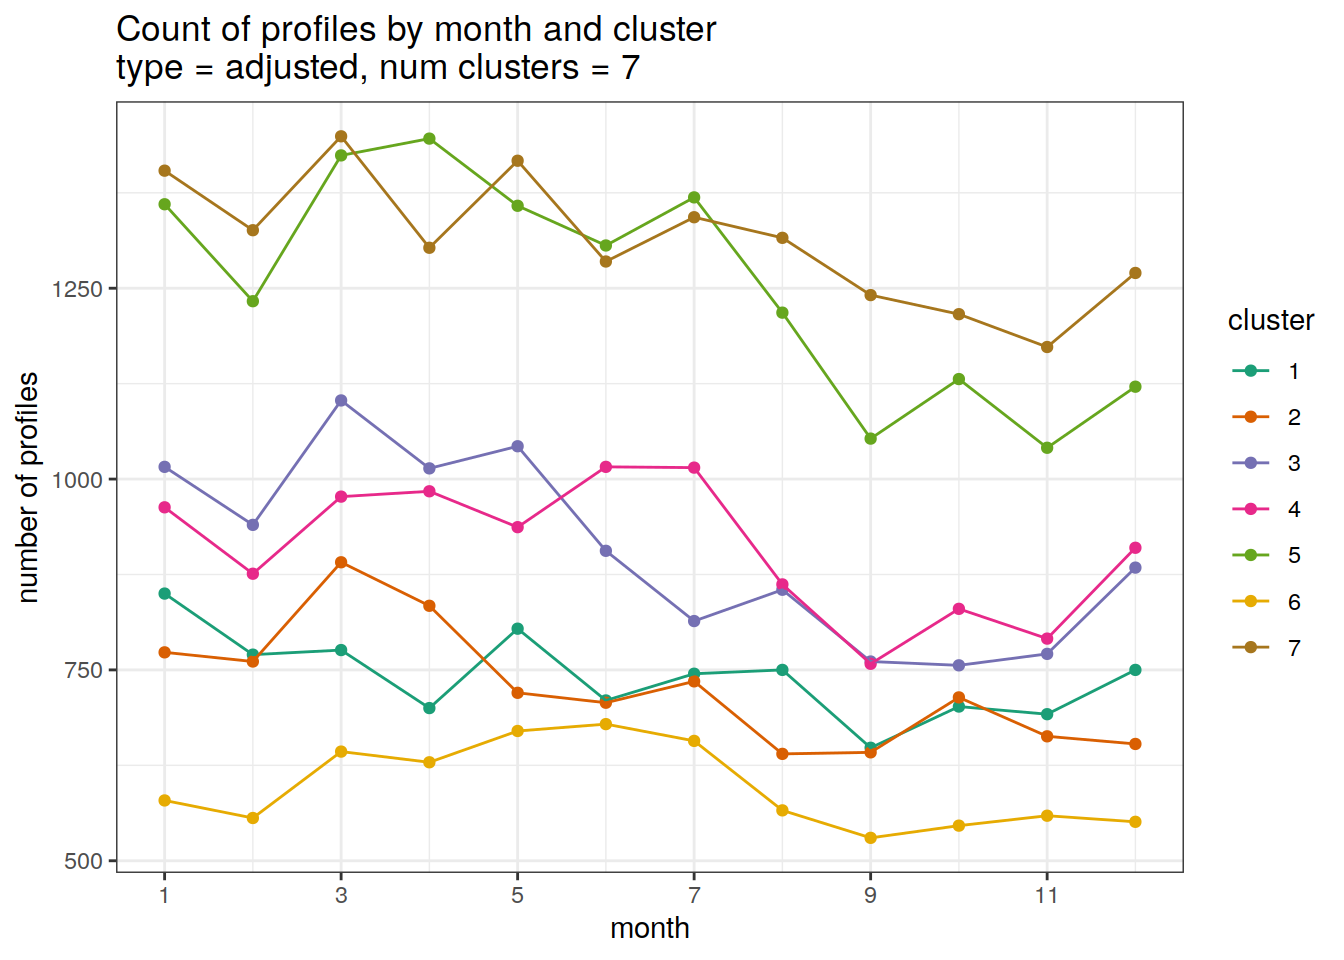 Count of profiles by month and cluster
type = adjusted, num clusters = 7
number of profiles
1250
1000
750
500
1 3 5 7 9 11
month
cluster
1
2
3
4
5
6
7